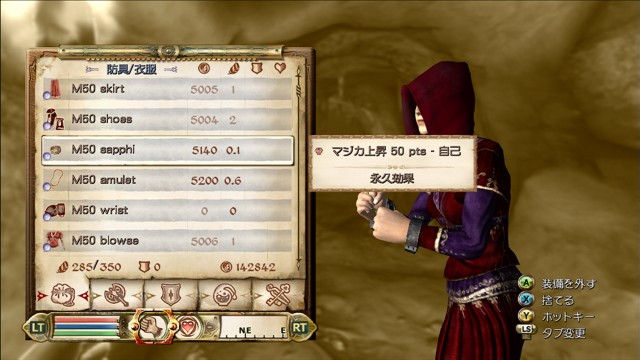 防具/衣服
M50 skirt 5005 1
M50 shoes 5004 2
M50 sapphi 5140 0.1
M50 amulet 5200 0.6
M50 wrist 0 0
M50 blowse 5006 1
285/350 0 142842
マジカ上昇 50 pts - 自己
永久効果
A 装備を外す
X 捨てる
Y ホットキー
LS タブ変更
LT N.E E RT